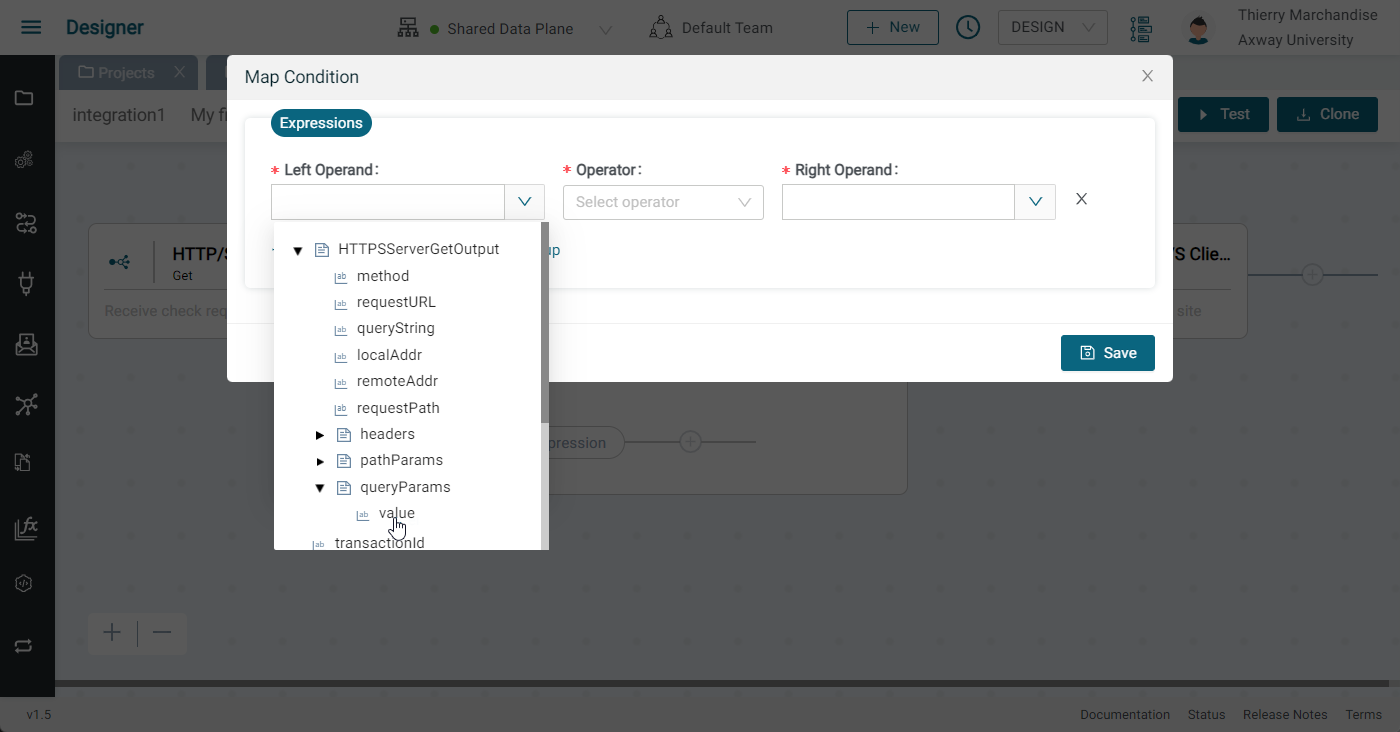 Designer
Shared Data Plane
Default Team
+ New
DESIGN
Thierry Marchandise
Axway University
Projects X
integration1 My fi
Test
Clone
Map Condition
Expressions
* Left Operand:
* Operator:
* Right Operand:
Select operator
up
HTTPSServerGetOutput
method
requestURL
queryString
localAddr
remoteAddr
requestPath
headers
pathParams
queryParams
value
transactionId
HTTP/S
Get
Receive check req
S Clie...
site
Save
pression
v1.5
Documentation Status Release Notes Terms